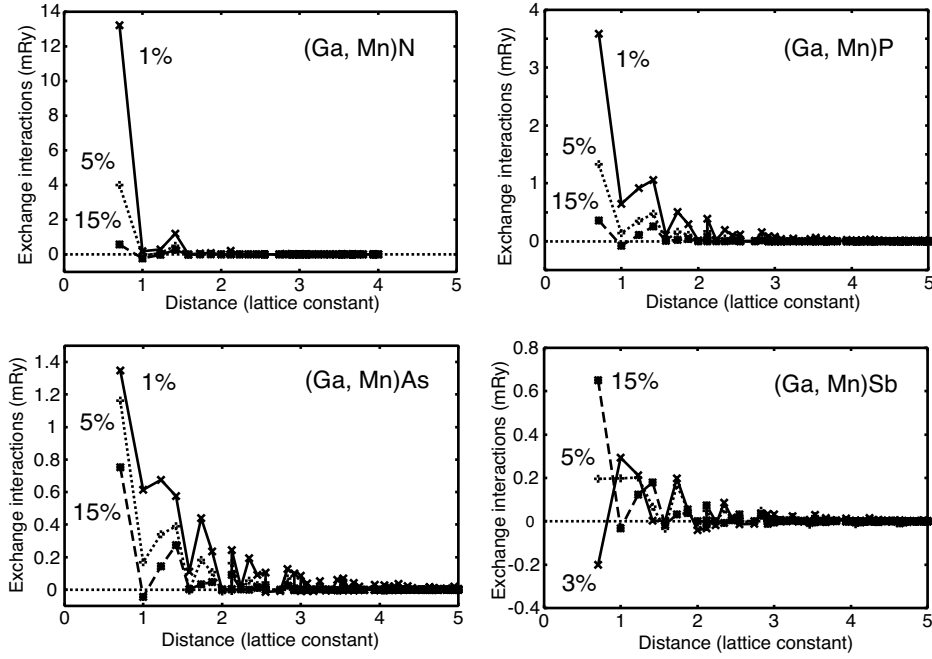 (Ga, Mn)N
Exchange interactions (mRy)
14
12
10
8
6
4
2
0
1%
5%
15%
0 1 2 3 4 5
Distance (lattice constant)
(Ga, Mn)P
Exchange interactions (mRy)
4
3
2
1
0
1%
5%
15%
0 1 2 3 4 5
Distance (lattice constant)
(Ga, Mn)As
Exchange interactions (mRy)
1.4
1.2
1
0.8
0.6
0.4
0.2
0
1%
5%
15%
0 1 2 3 4 5
Distance (lattice constant)
(Ga, Mn)Sb
Exchange interactions (mRy)
0.8
0.6
0.4
0.2
0
-0.2
-0.4
15%
5%
3%
0 1 2 3 4 5
Distance (lattice constant)